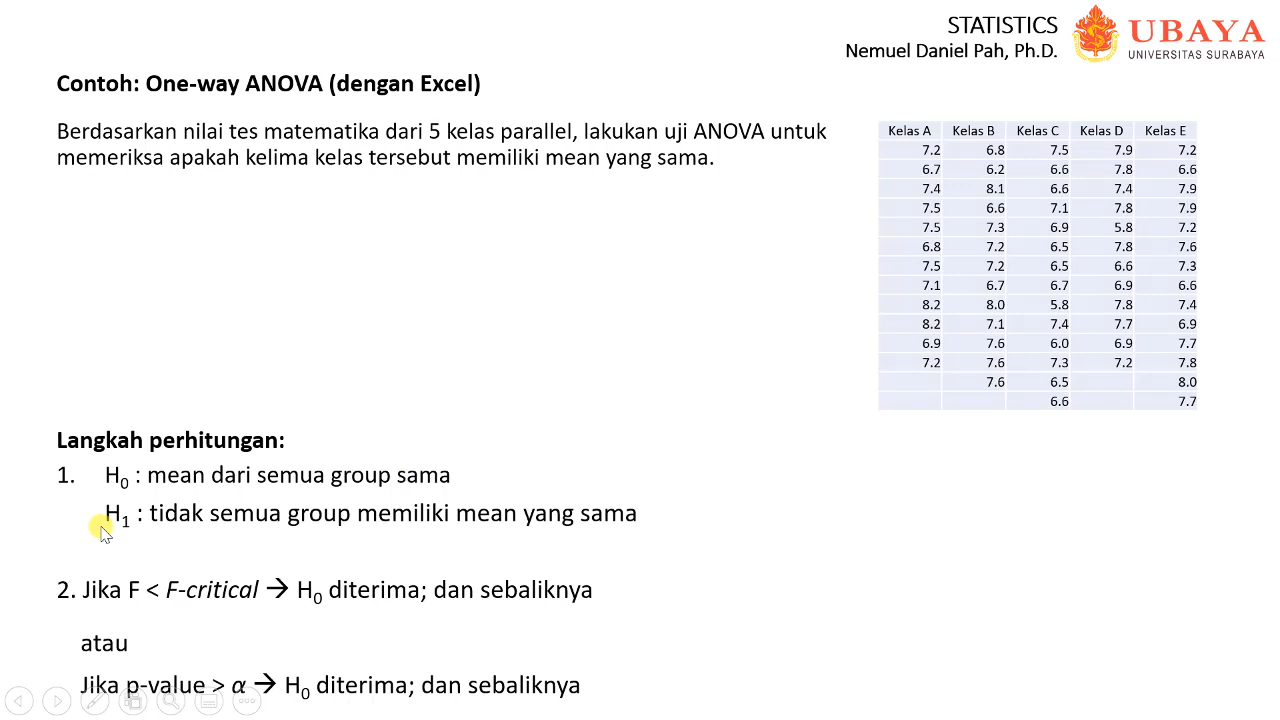 STATISTICS
Nemuel Daniel Pah, Ph.D.
UBAYA
UNIVERSITAS SURABAYA
Contoh: One-way ANOVA (dengan Excel)
Berdasarkan nilai tes matematika dari 5 kelas parallel, lakukan uji ANOVA untuk
memeriksa apakah kelima kelas tersebut memiliki mean yang sama.
Kelas A Kelas B Kelas C Kelas D Kelas E
7.2 6.8 7.5 7.9 7.2
6.7 6.2 6.6 7.8 6.6
7.4 8.1 6.6 7.4 7.9
7.5 6.6 7.1 7.8 7.9
7.5 7.3 6.9 5.8 7.2
6.8 7.2 6.5 7.8 7.6
7.5 7.2 6.5 6.6 7.3
7.1 6.7 6.7 6.9 6.6
8.2 8.0 5.8 7.8 7.4
8.2 7.1 7.4 7.7 6.9
6.9 7.6 6.0 6.9 7.7
7.2 7.6 7.3 7.2 7.8
7.6 6.5 8.0
6.6 7.7
Langkah perhitungan:
1. H₀ : mean dari semua group sama
H₁ : tidak semua group memiliki mean yang sama
2. Jika F < F-critical → H₀ diterima; dan sebaliknya
atau
Jika p-value > α → H₀ diterima; dan sebaliknya